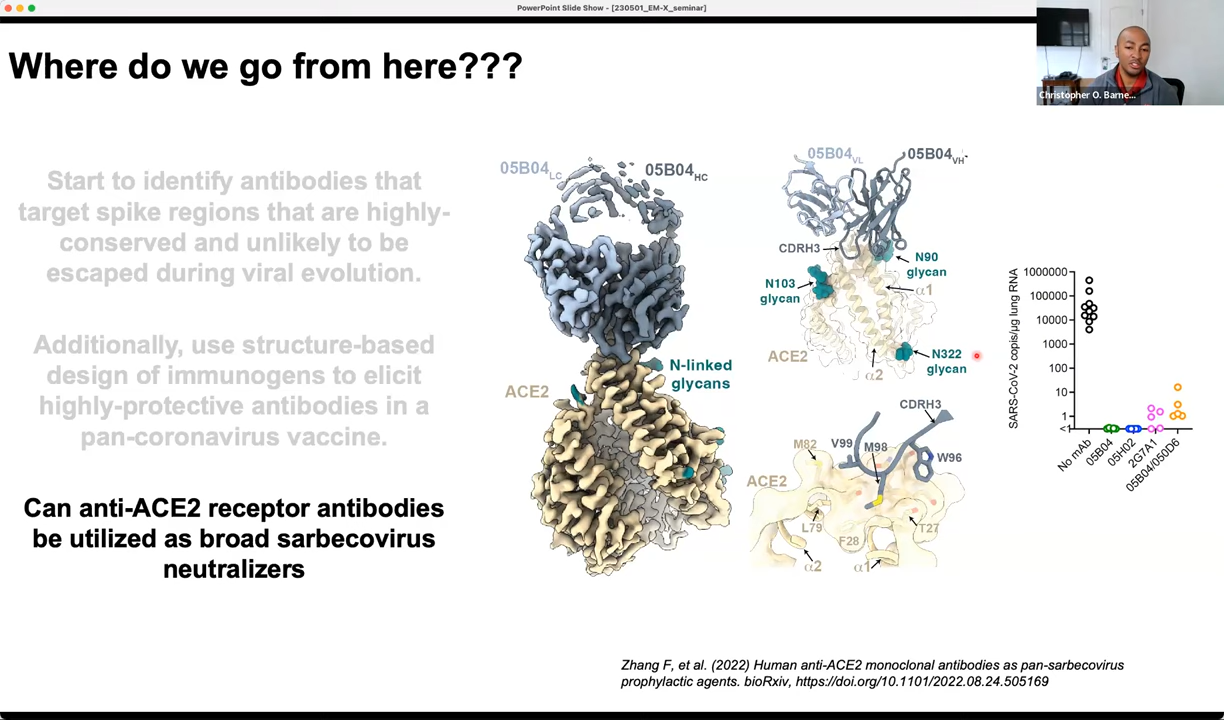 PowerPoint Slide Show - [230501_EM-X_seminar]
Christopher O. Barne...
Where do we go from here???
Start to identify antibodies that
target spike regions that are highly-
conserved and unlikely to be
escaped during viral evolution.
Additionally, use structure-based
design of immunogens to elicit
highly-protective antibodies in a
pan-coronavirus vaccine.
Can anti-ACE2 receptor antibodies
be utilized as broad sarbecovirus
neutralizers
05B04LC
05B04HC
ACE2
N-linked
glycans
05B04VL
05B04VH
CDRH3
N90
glycan
N103
glycan
α1
ACE2
α2
N322
glycan
CDRH3
M82
V99
M98
W96
ACE2
L79
F28
T27
α2
α1
SARS-CoV-2 copis/µg lung RNA
1000000
100000
10000
1000
100
10
1
<1
No mAb
05B04
05H02
2G7A1
05B04/050D6
Zhang F, et al. (2022) Human anti-ACE2 monoclonal antibodies as pan-sarbecovirus
prophylactic agents. bioRxiv, https://doi.org/10.1101/2022.08.24.505169